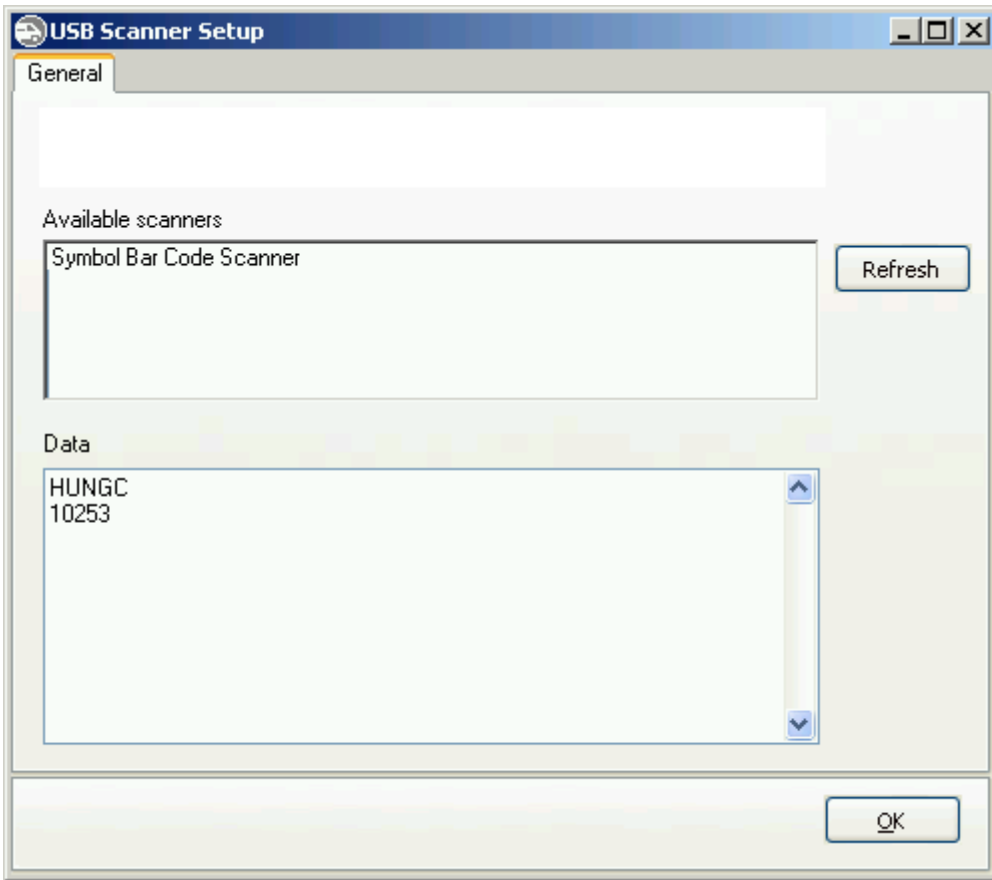 USB Scanner Setup
General
Available scanners
Symbol Bar Code Scanner
Refresh
Data
HUNGC
10253
OK